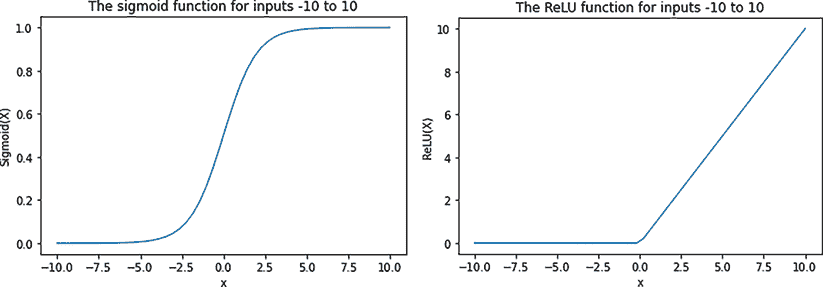 The sigmoid function for inputs -10 to 10
Sigmoid(X)
1.0
0.8
0.6
0.4
0.2
0.0
−10.0 −7.5 −5.0 −2.5 0.0 2.5 5.0 7.5 10.0
x
The ReLU function for inputs -10 to 10
ReLU(X)
10
8
6
4
2
0
−10.0 −7.5 −5.0 −2.5 0.0 2.5 5.0 7.5 10.0
x